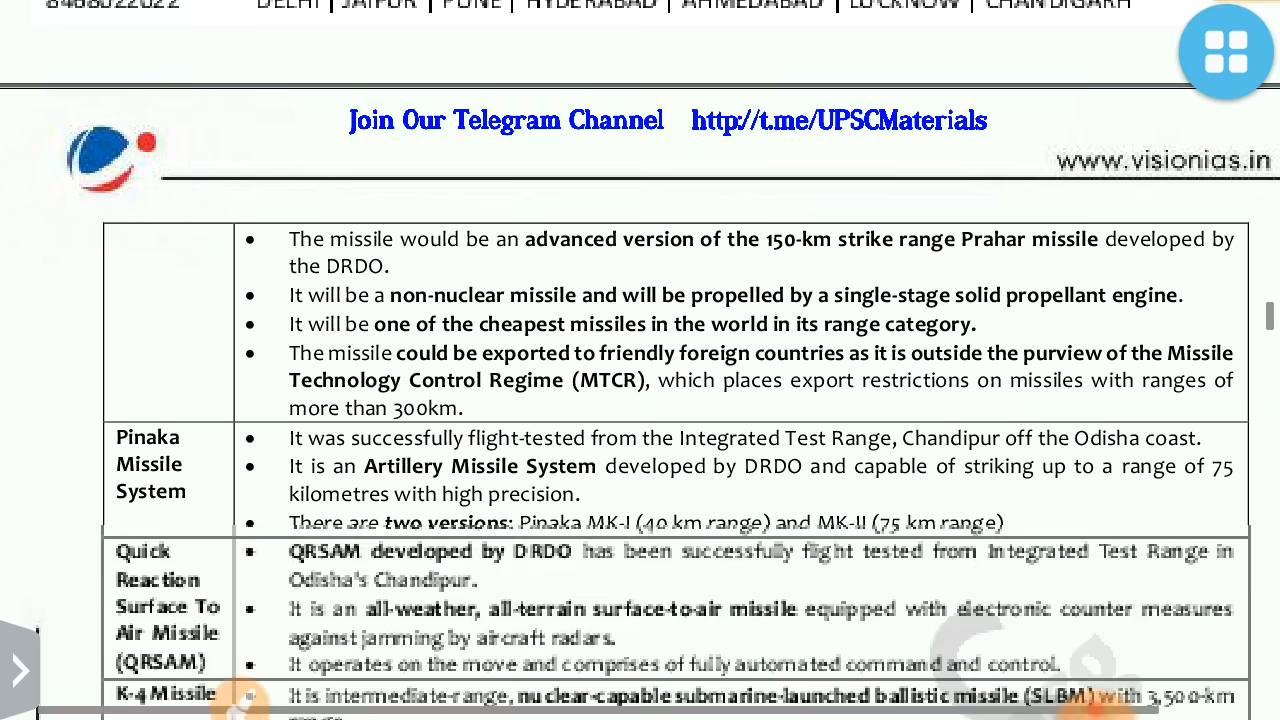 8468022022 DELHI | JAIPUR | PUNE | HYDERABAD | AHMEDABAD | LUCKNOW | CHANDIGARH
Join Our Telegram Channel http://t.me/UPSCMaterials
www.visionias.in
• The missile would be an advanced version of the 150-km strike range Prahar missile developed by
the DRDO.
• It will be a non-nuclear missile and will be propelled by a single-stage solid propellant engine.
• It will be one of the cheapest missiles in the world in its range category.
• The missile could be exported to friendly foreign countries as it is outside the purview of the Missile
Technology Control Regime (MTCR), which places export restrictions on missiles with ranges of
more than 300km.
Pinaka
Missile
System
• It was successfully flight-tested from the Integrated Test Range, Chandipur off the Odisha coast.
• It is an Artillery Missile System developed by DRDO and capable of striking up to a range of 75
kilometres with high precision.
• There are two versions: Pinaka MK-I (40 km range) and MK-II (75 km range)
Quick
Reaction
Surface To
Air Missile
(QRSAM)
• QRSAM developed by DRDO has been successfully flight tested from Integrated Test Range in
Odisha's Chandipur.
• It is an all-weather, all-terrain surface-to-air missile equipped with electronic counter measures
against jamming by aircraft radars.
• It operates on the move and comprises of fully automated command and control.
K-4 Missile
• It is intermediate-range, nuclear-capable submarine-launched ballistic missile (SLBM) with 3,500-km